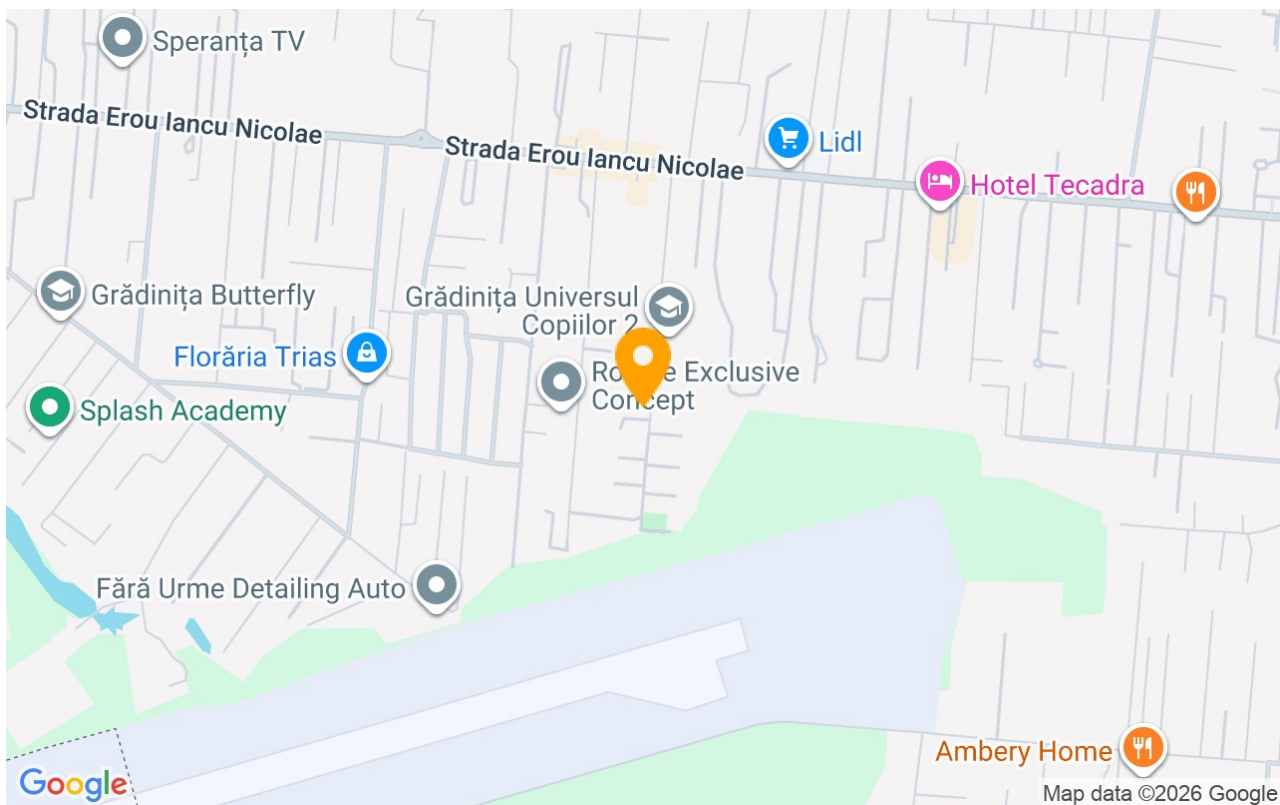 Speranța TV
Strada Erou Iancu Nicolae
Strada Erou Iancu Nicolae
Lidl
Hotel Tecadra
Grădinița Butterfly
Grădinița Universul
Copiilor 2
Florăria Trias
Exclusive
Concept
Splash Academy
Fără Urme Detailing Auto
Ambery Home
Google
Map data ©2026 Google